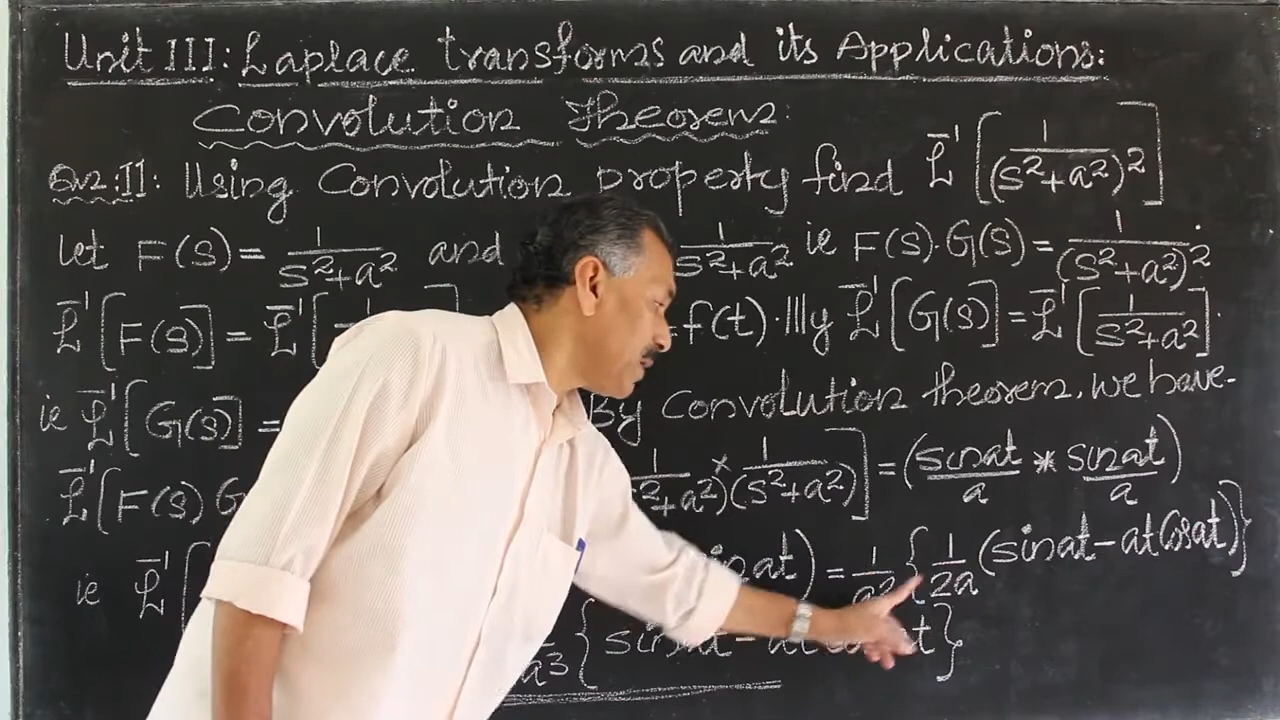 Unit III: Laplace transforms and its Applications:
Convolution Theorem:
Ex: II: Using Convolution property find L⁻¹[1/(s²+a²)²]
let F(s) = 1/(s²+a²) and 1/(s²+a²) ie F(s)·G(s) = 1/(s²+a²)²
L⁻¹[F(s)] = L⁻¹[ = f(t)· |||ly L⁻¹[G(s)] = L⁻¹[1/(s²+a²)].
ie L⁻¹[G(s)] = By Convolution theorem, we have-
L⁻¹[F(s) G 1/(s²+a²) × 1/(s²+a²)] = (sinat/a * sinat/a)
ie L⁻¹[ sinat) = 1/a² {1/2a (sinat - at Cosat)}
a³ {sinat - at t}